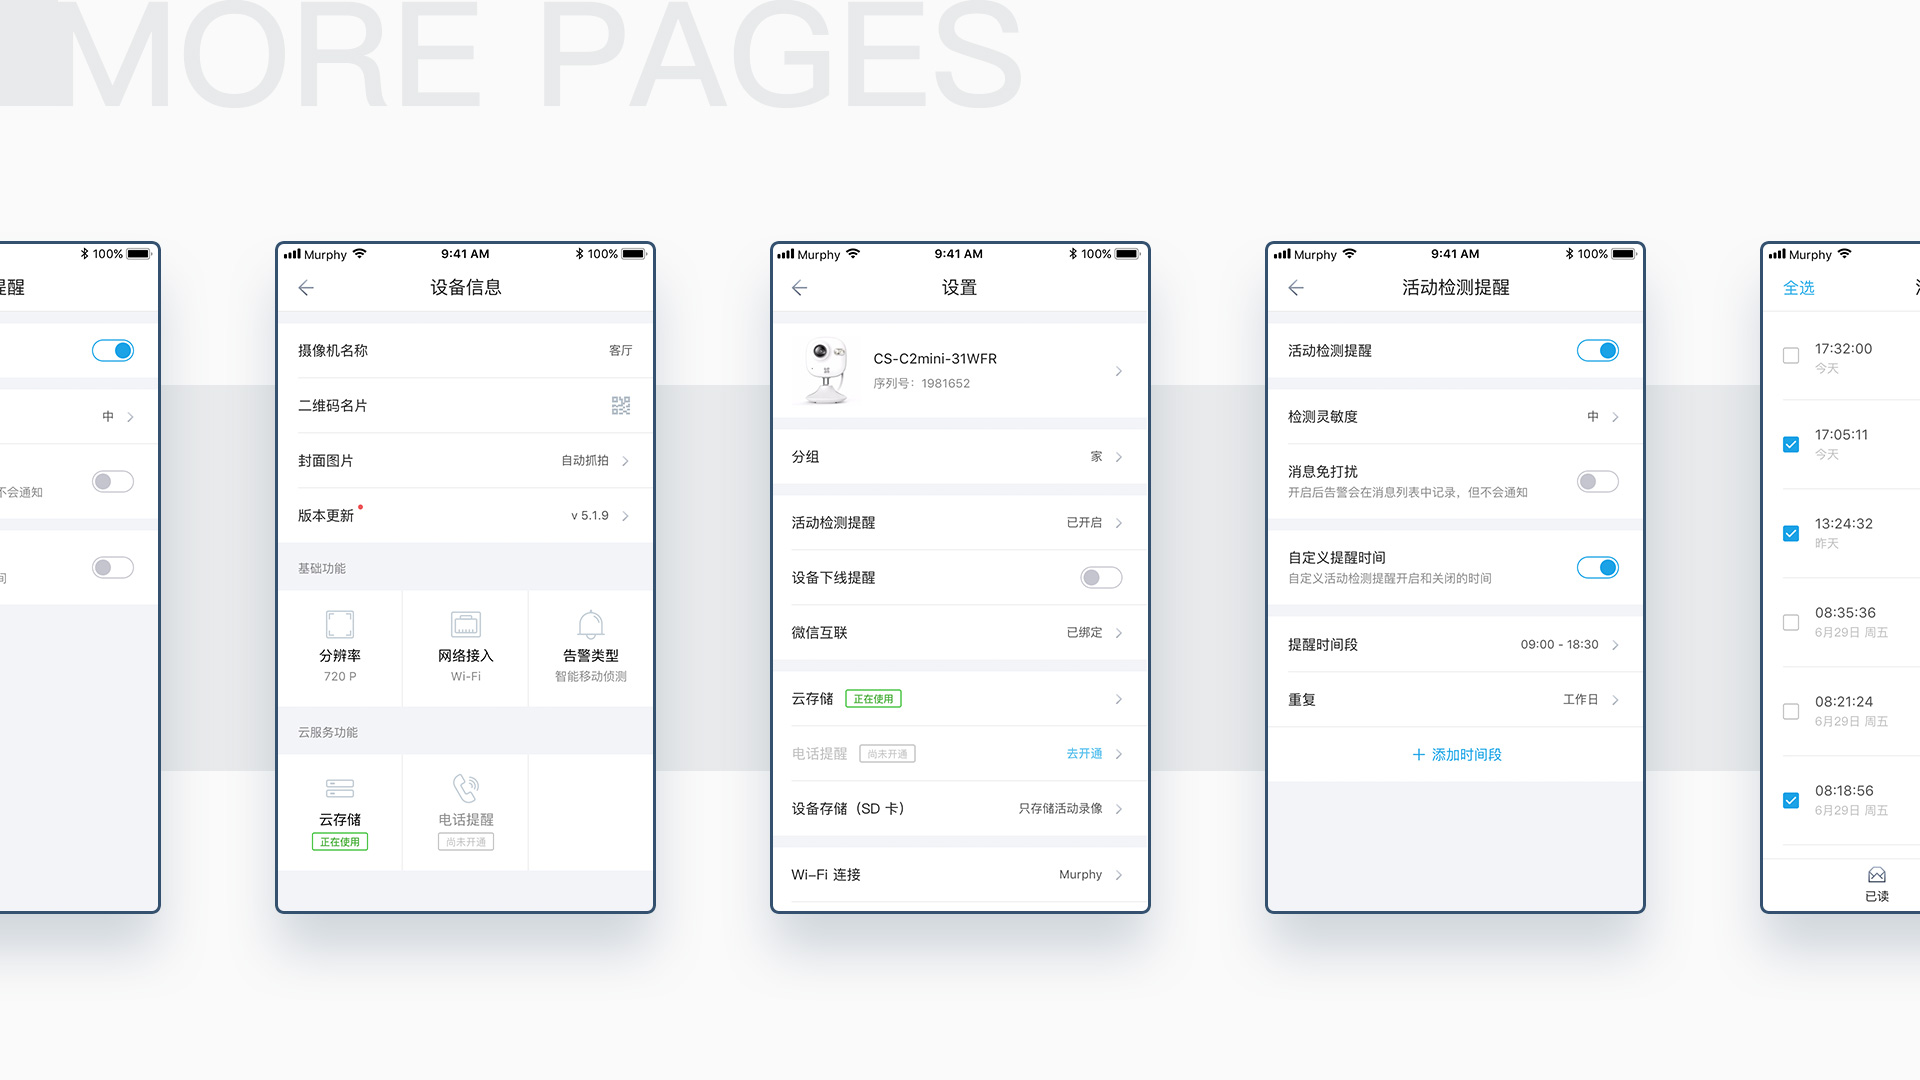 MORE PAGES
100%
提醒
中
不会通知
间
Murphy
9:41 AM
100%
设备信息
摄像机名称
客厅
二维码名片
封面图片
自动抓拍
版本更新
v 5.1.9
基础功能
分辨率
网络接入
告警类型
720 P
Wi-Fi
智能移动侦测
云服务功能
云存储
电话提醒
正在使用
尚未开通
Murphy
9:41 AM
100%
设置
CS-C2mini-31WFR
序列号：1981652
分组
家
活动检测提醒
已开启
设备下线提醒
微信互联
已绑定
云存储
正在使用
电话提醒
尚未开通
去开通
设备存储（SD 卡）
只存储活动录像
Wi-Fi 连接
Murphy
Murphy
9:41 AM
100%
活动检测提醒
活动检测提醒
检测灵敏度
中
消息免打扰
开启后告警会在消息列表中记录，但不会通知
自定义提醒时间
自定义活动检测提醒开启和关闭的时间
提醒时间段
09:00 - 18:30
重复
工作日
+ 添加时间段
Murphy
全选
17:32:00
今天
17:05:11
今天
13:24:32
昨天
08:35:36
6月29日 周五
08:21:24
6月29日 周五
08:18:56
6月29日 周五
已读